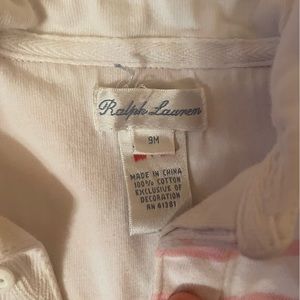 Ralph Lauren
9M
MADE IN CHINA
100% COTTON
EXCLUSIVE OF
DECORATION
RN 41381